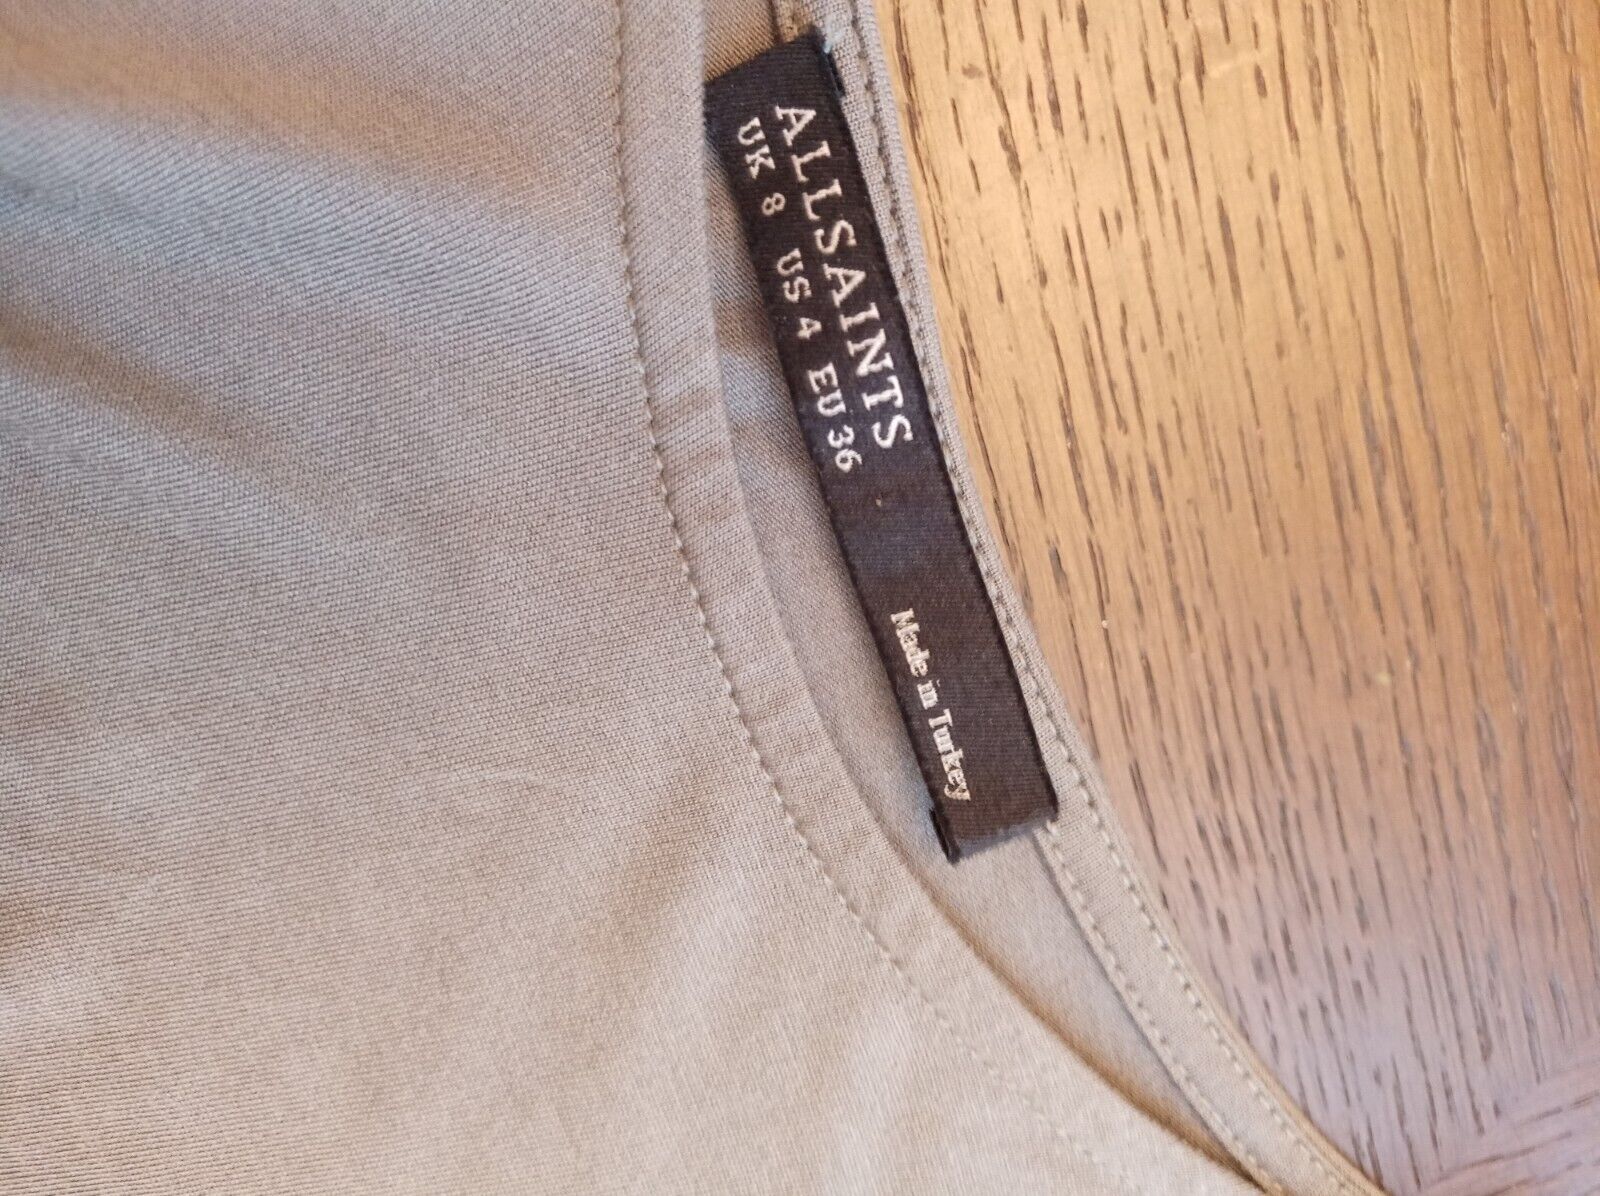 ALLSAINTS
UK 8 US 4 EU 36
Made in Turkey